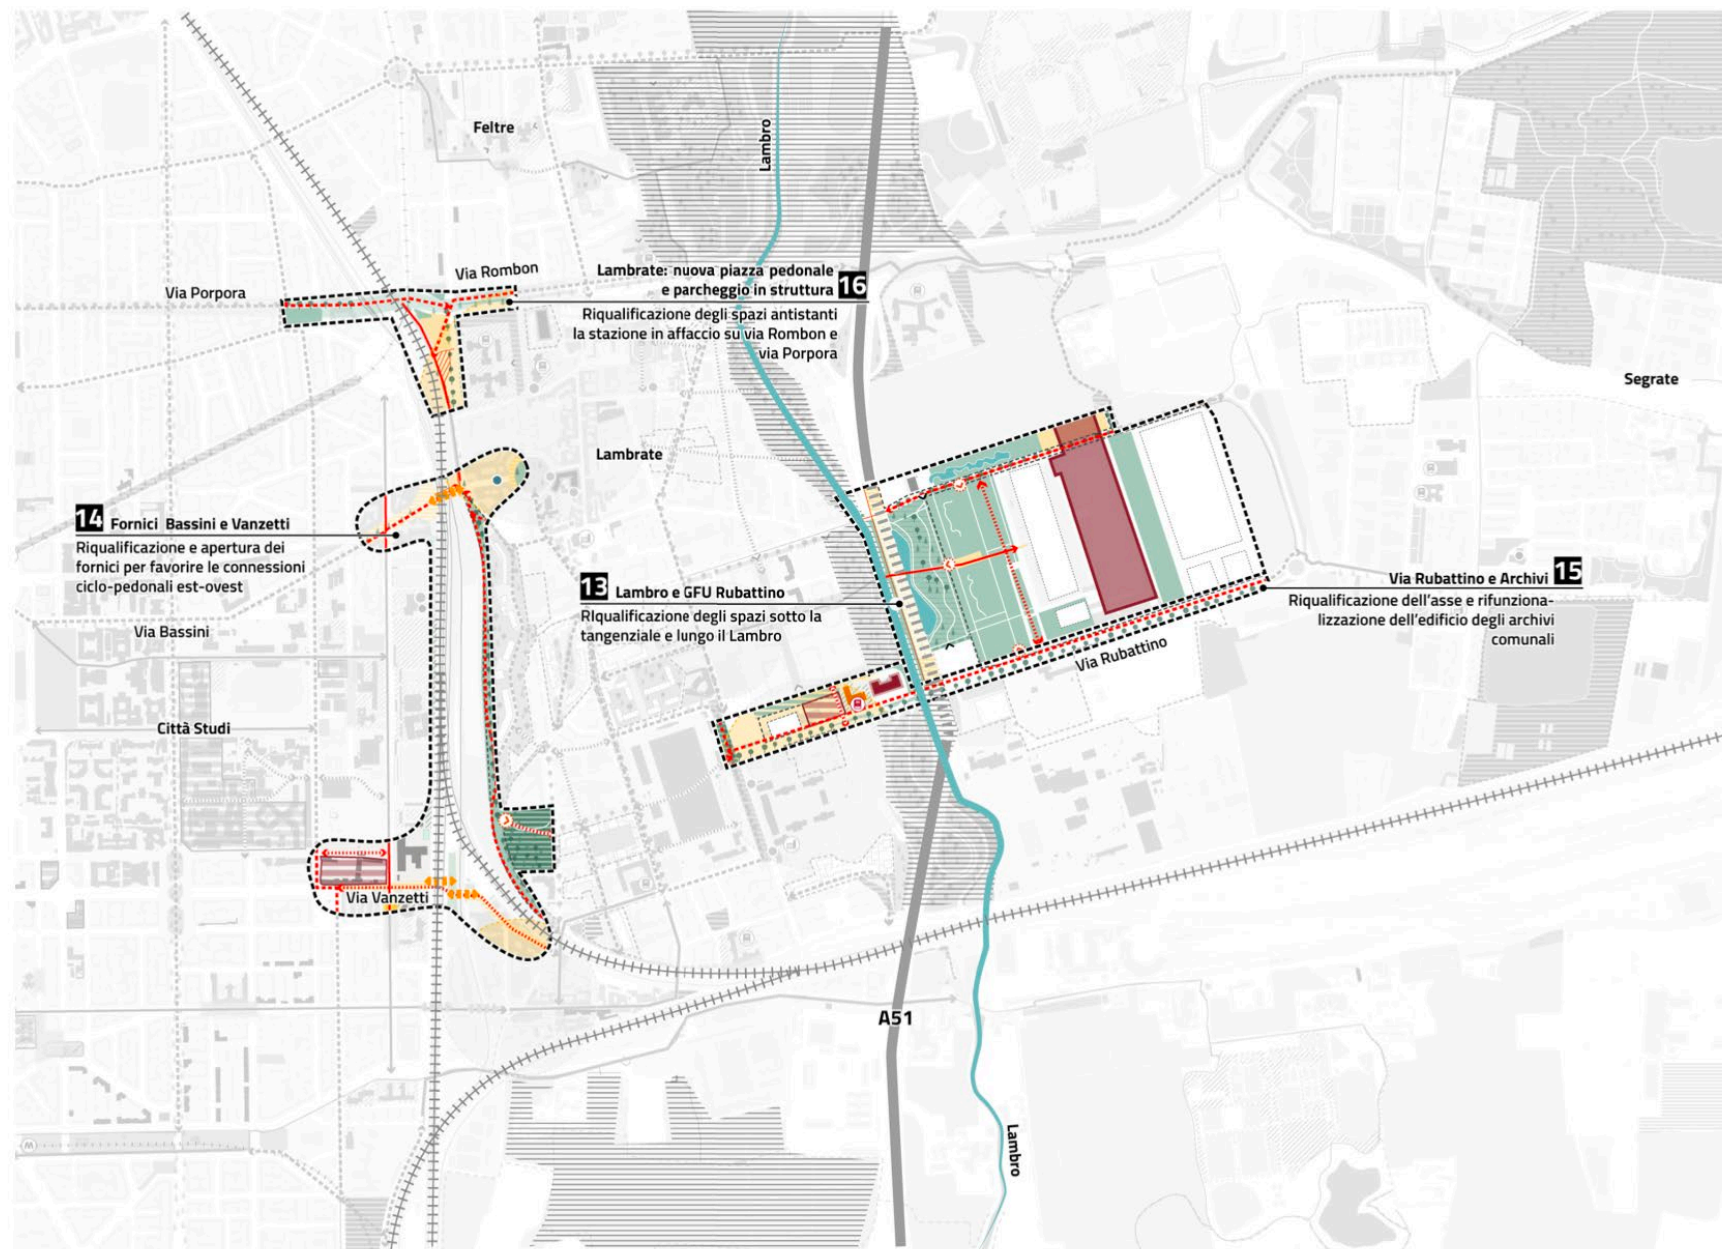 Feltre
Lambro
Via Rombon
Via Porpora
16
Lambrate: nuova piazza pedonale
e parcheggio in struttura
Riqualificazione degli spazi antistanti
la stazione in affaccio su via Rombon e
via Porpora
Segrate
Lambrate
14 Fornici Bassini e Vanzetti
Riqualificazione e apertura dei
fornici per favorire le connessioni
ciclo-pedonali est-ovest
13 Lambro e GFU Rubattino
RIqualificazione degli spazi sotto la
tangenziale e lungo il Lambro
Via Rubattino e Archivi 15
Riqualificazione dell'asse e rifunziona-
lizzazione dell'edificio degli archivi
comunali
Via Bassini
Via Rubattino
Città Studi
Via Vanzetti
A51
M
Lambro